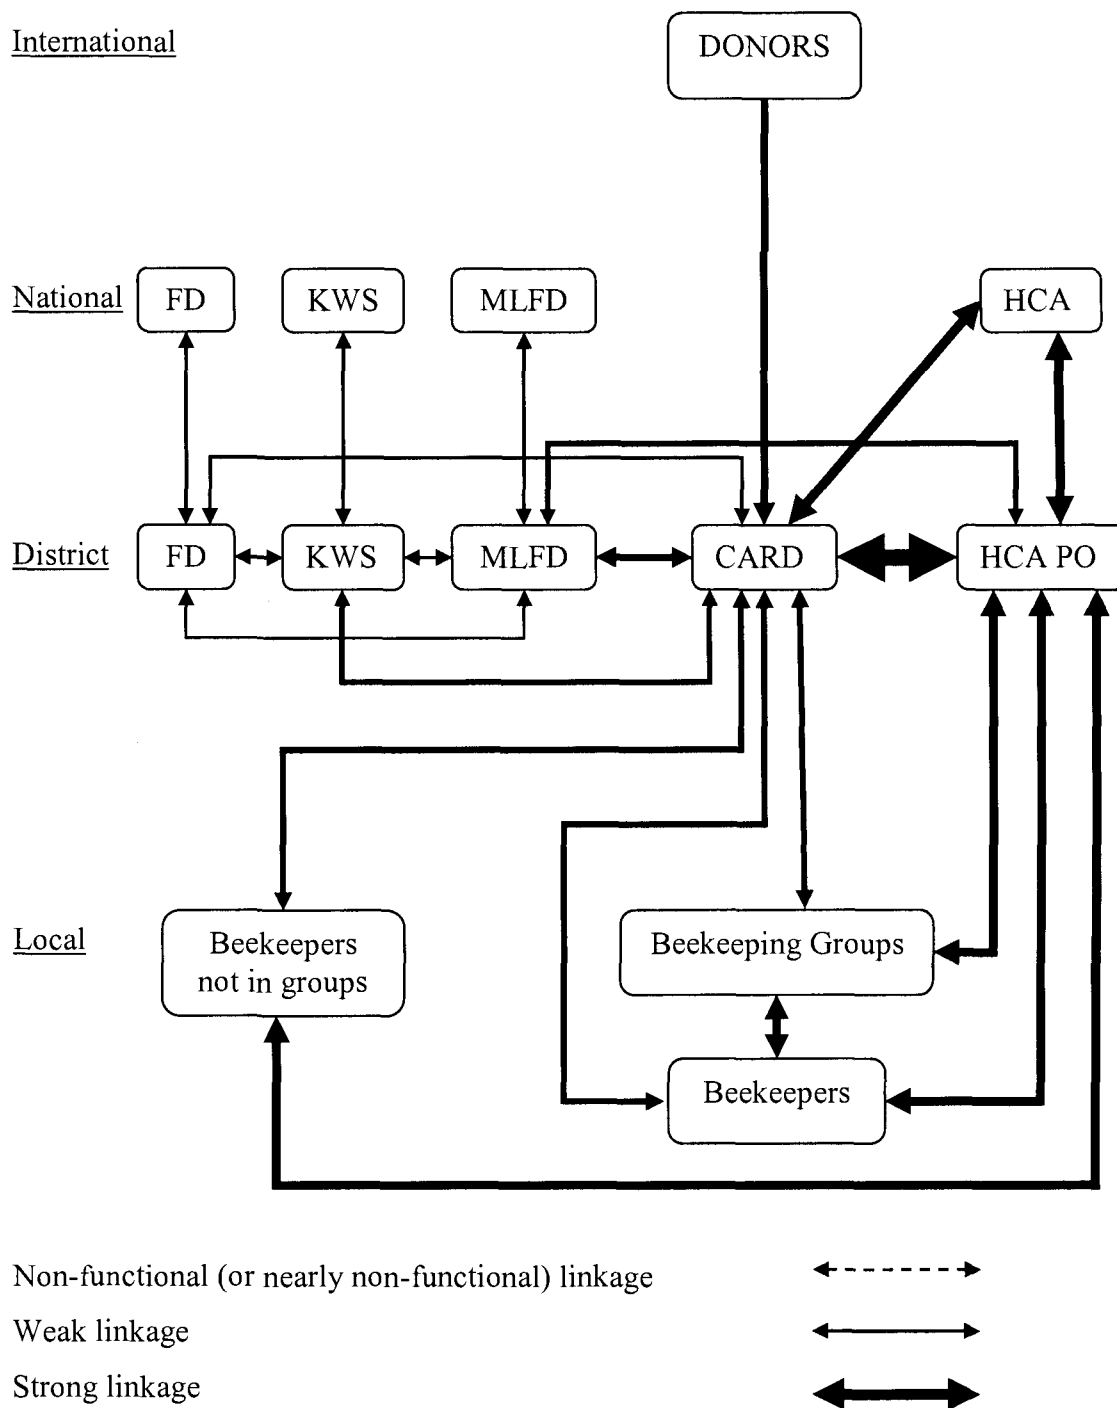 International
DONORS
National
FD
KWS
MLFD
HCA
District
FD
KWS
MLFD
CARD
HCA PO
Local
Beekeepers
not in groups
Beekeeping Groups
Beekeepers
Non-functional (or nearly non-functional) linkage
Weak linkage
Strong linkage